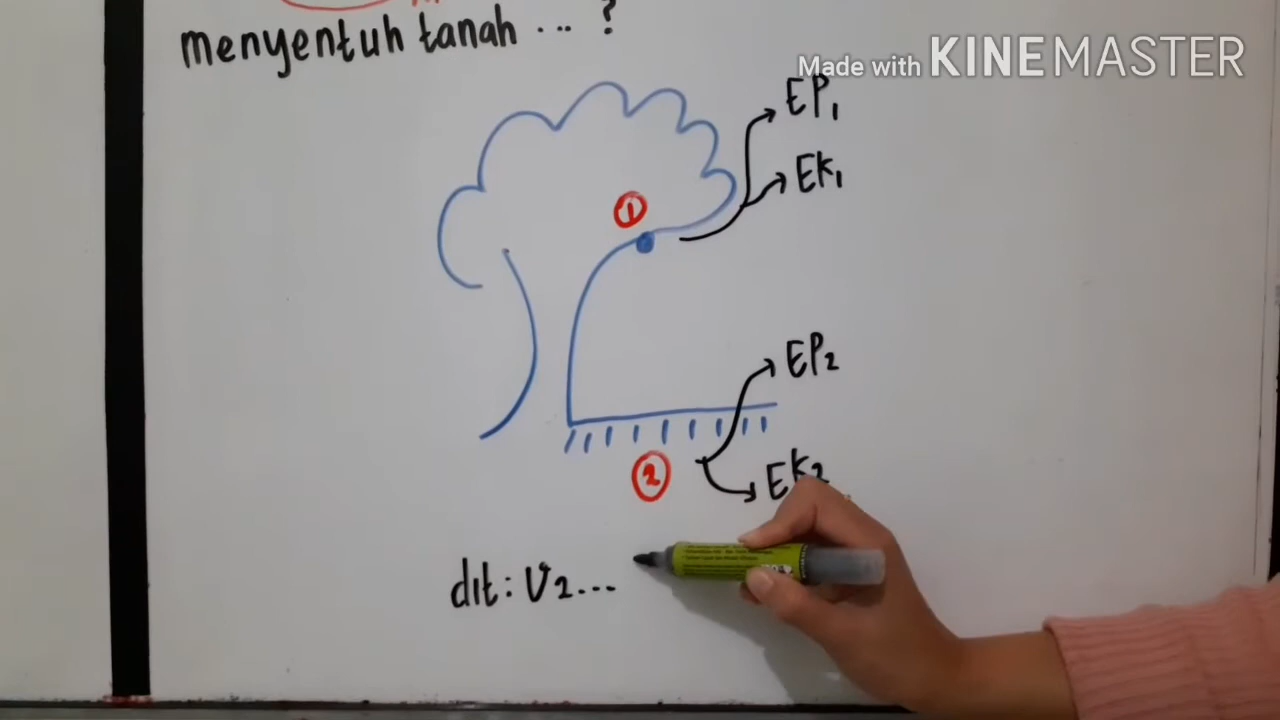 menyentuh tanah ... ?
Made with KINEMASTER
EP1
EK1
1
EP2
2
EK2
dit: V2...